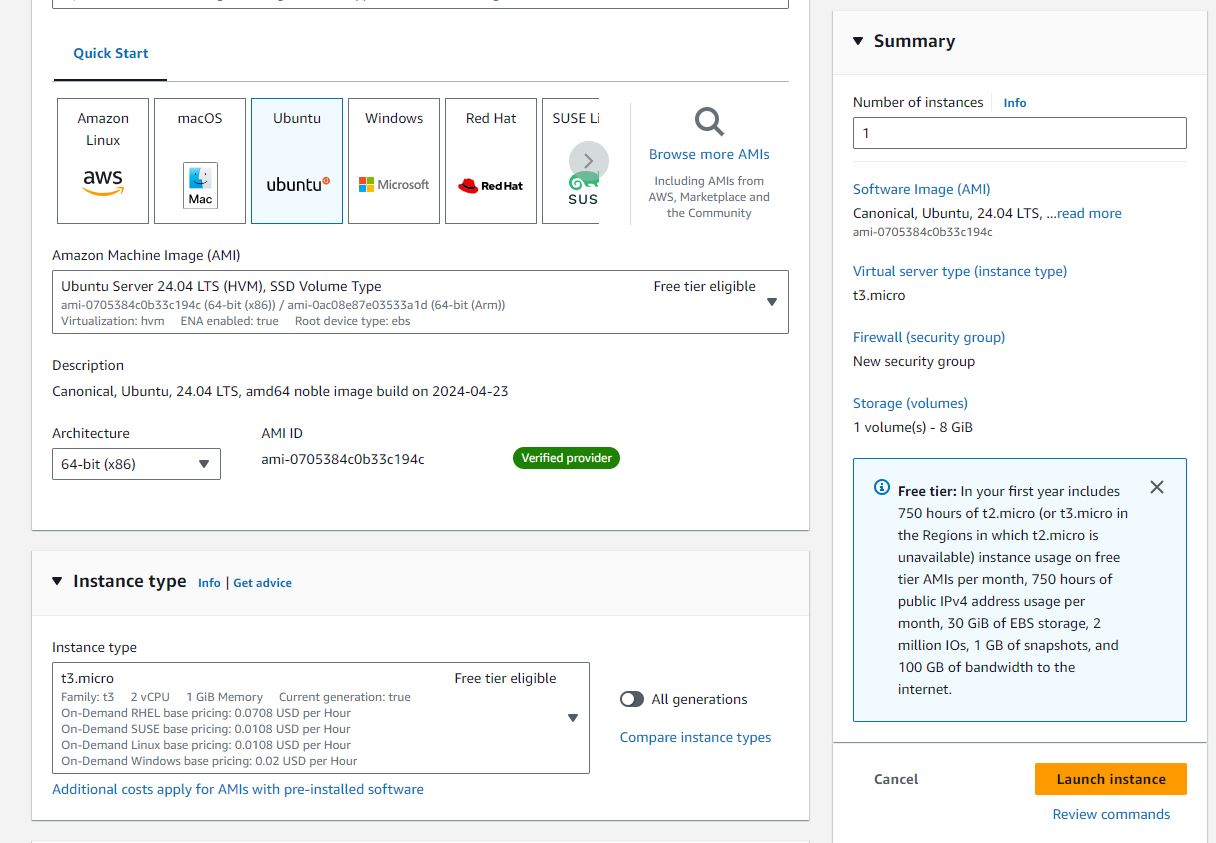 Quick Start
Amazon
Linux
aws
macOS
Mac
Ubuntu
ubuntu
Windows
Microsoft
Red Hat
Red Hat
SUSE Li
SUS
Browse more AMIs
Including AMIs from
AWS, Marketplace and
the Community
Amazon Machine Image (AMI)
Ubuntu Server 24.04 LTS (HVM), SSD Volume Type
Free tier eligible
ami-0705384c0b33c194c (64-bit (x86)) / ami-0ac08e87e03533a1d (64-bit (Arm))
Virtualization: hvm ENA enabled: true Root device type: ebs
Description
Canonical, Ubuntu, 24.04 LTS, amd64 noble image build on 2024-04-23
Architecture
64-bit (x86)
AMI ID
ami-0705384c0b33c194c
Verified provider
Instance type Info | Get advice
Instance type
t3.micro
Free tier eligible
Family: t3 2 vCPU 1 GiB Memory Current generation: true
On-Demand RHEL base pricing: 0.0708 USD per Hour
On-Demand SUSE base pricing: 0.0108 USD per Hour
On-Demand Linux base pricing: 0.0108 USD per Hour
On-Demand Windows base pricing: 0.02 USD per Hour
All generations
Compare instance types
Additional costs apply for AMIs with pre-installed software
Summary
Number of instances Info
1
Software Image (AMI)
Canonical, Ubuntu, 24.04 LTS, ...read more
ami-0705384c0b33c194c
Virtual server type (instance type)
t3.micro
Firewall (security group)
New security group
Storage (volumes)
1 volume(s) - 8 GiB
Free tier: In your first year includes
750 hours of t2.micro (or t3.micro in
the Regions in which t2.micro is
unavailable) instance usage on free
tier AMIs per month, 750 hours of
public IPv4 address usage per
month, 30 GiB of EBS storage, 2
million IOs, 1 GB of snapshots, and
100 GB of bandwidth to the
internet.
Cancel
Launch instance
Review commands